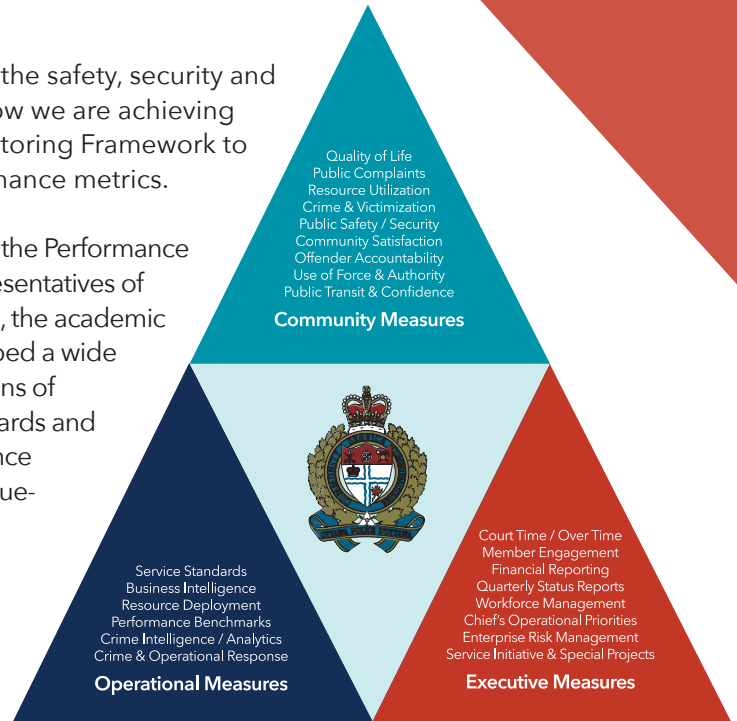 the safety, security and
ow we are achieving
toring Framework to
nance metrics.
the Performance
esentatives of
, the academic
ped a wide
ns of
ards and
nce
ue-
Quality of Life
Public Complaints
Resource Utilization
Crime & Victimization
Public Safety / Security
Community Satisfaction
Offender Accountability
Use of Force & Authority
Public Transit & Confidence
Community Measures
Service Standards
Business Intelligence
Resource Deployment
Performance Benchmarks
Crime Intelligence / Analytics
Crime & Operational Response
Operational Measures
Court Time / Over Time
Member Engagement
Financial Reporting
Quarterly Status Reports
Workforce Management
Chief's Operational Priorities
Enterprise Risk Management
Service Initiative & Special Projects
Executive Measures